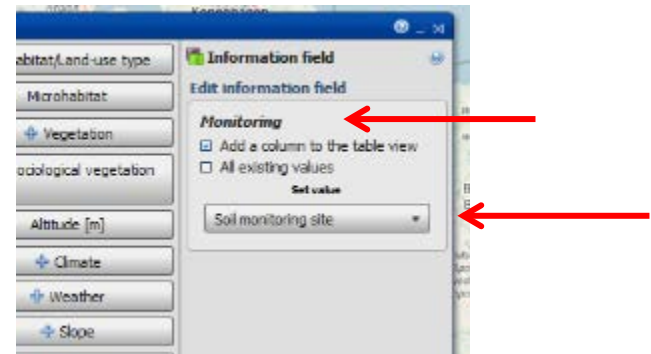 Kopenhagen
abitat/Land-use type
Microhabitat
Vegetation
ociological vegetation
Altitude [m]
Climate
Weather
Slope
Information field
Edit information field
Monitoring
Add a column to the table view
All existing values
Set value
Soil monitoring site